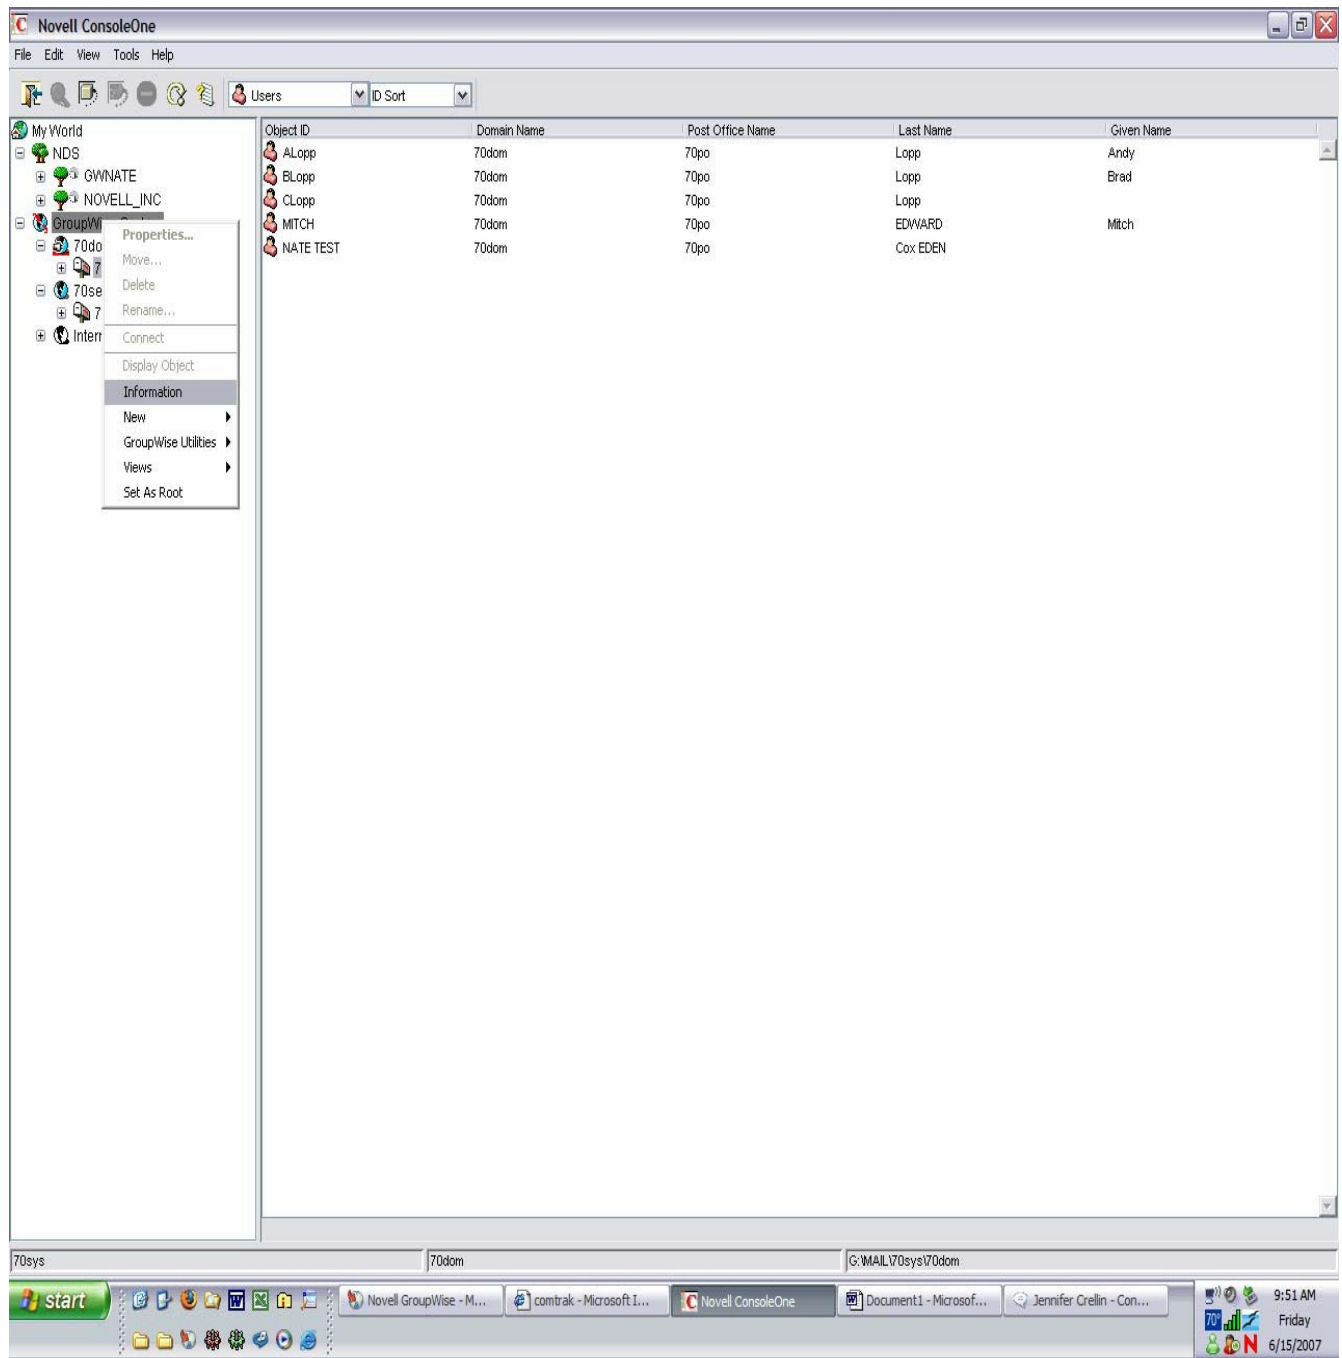 Novell ConsoleOne
File Edit View Tools Help
Users ID Sort
My World
NDS
GWNATE
NOVELL_INC
GroupWi
70do
7
70se
7
Intern
Properties...
Move...
Delete
Rename...
Connect
Display Object
Information
New
GroupWise Utilities
Views
Set As Root
Object ID Domain Name Post Office Name Last Name Given Name
ALopp 70dom 70po Lopp Andy
BLopp 70dom 70po Lopp Brad
CLopp 70dom 70po Lopp
MITCH 70dom 70po EDWARD Mitch
NATE TEST 70dom 70po Cox EDEN
70sys 70dom G:\MAIL\70sys\70dom
start Novell GroupWise - M... comtrak - Microsoft I... Novell ConsoleOne Document1 - Microsof... Jennifer Crellin - Con...
9:51 AM
70° Friday
6/15/2007